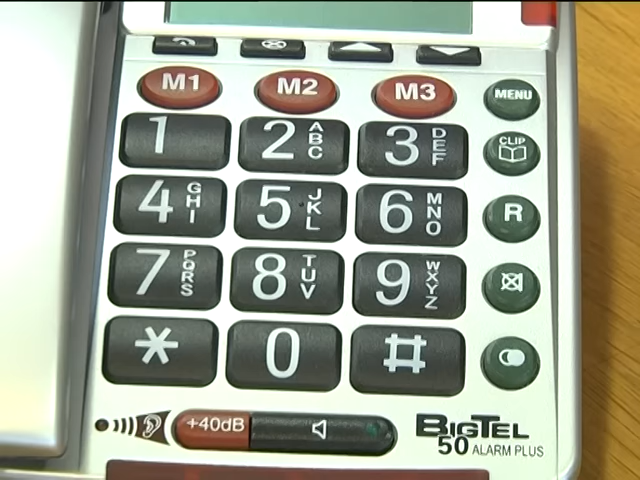 M1 M2 M3 MENU
1 2 ABC 3 DEF CLIP
4 GHI 5 JKL 6 MNO R
7 PQRS 8 TUV 9 WXYZ
* 0 #
+40dB BIGTEL
50 ALARM PLUS